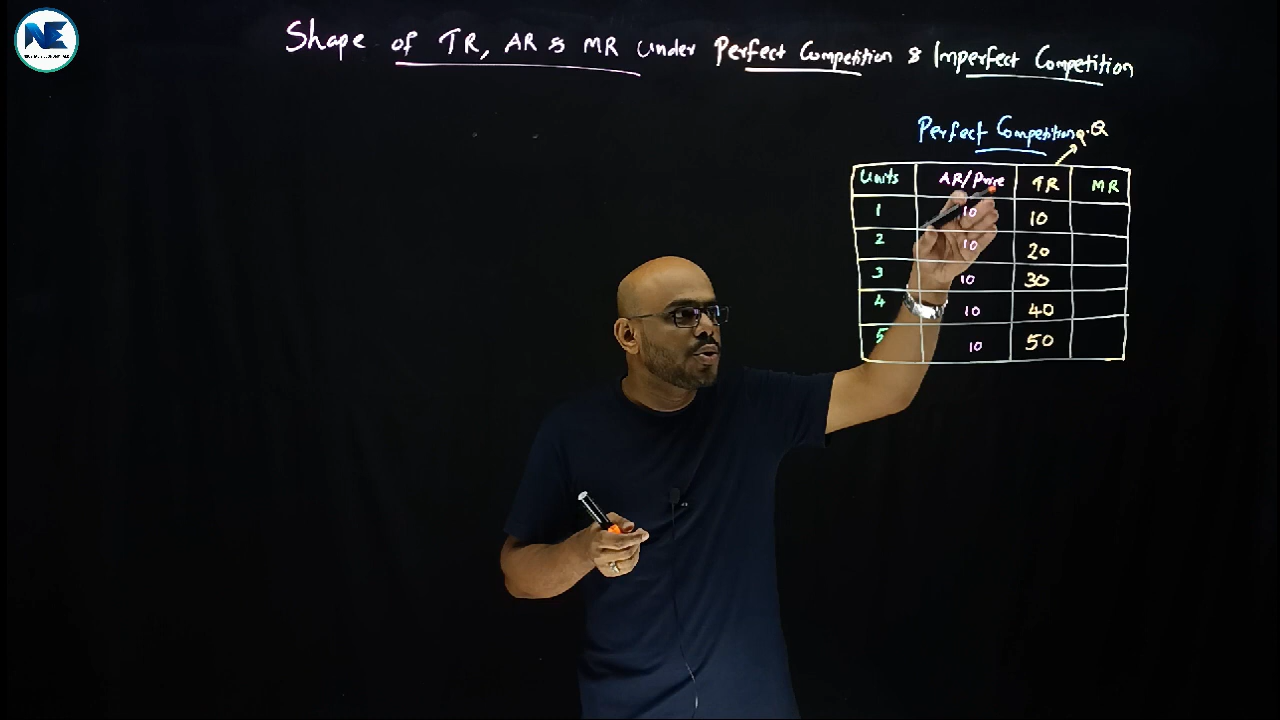 NE
Shape of TR, AR & MR under Perfect Competition & Imperfect Competition
Perfect Competition
Units AR/Price TR MR
1 10 10
2 10 20
3 10 30
4 10 40
5 10 50